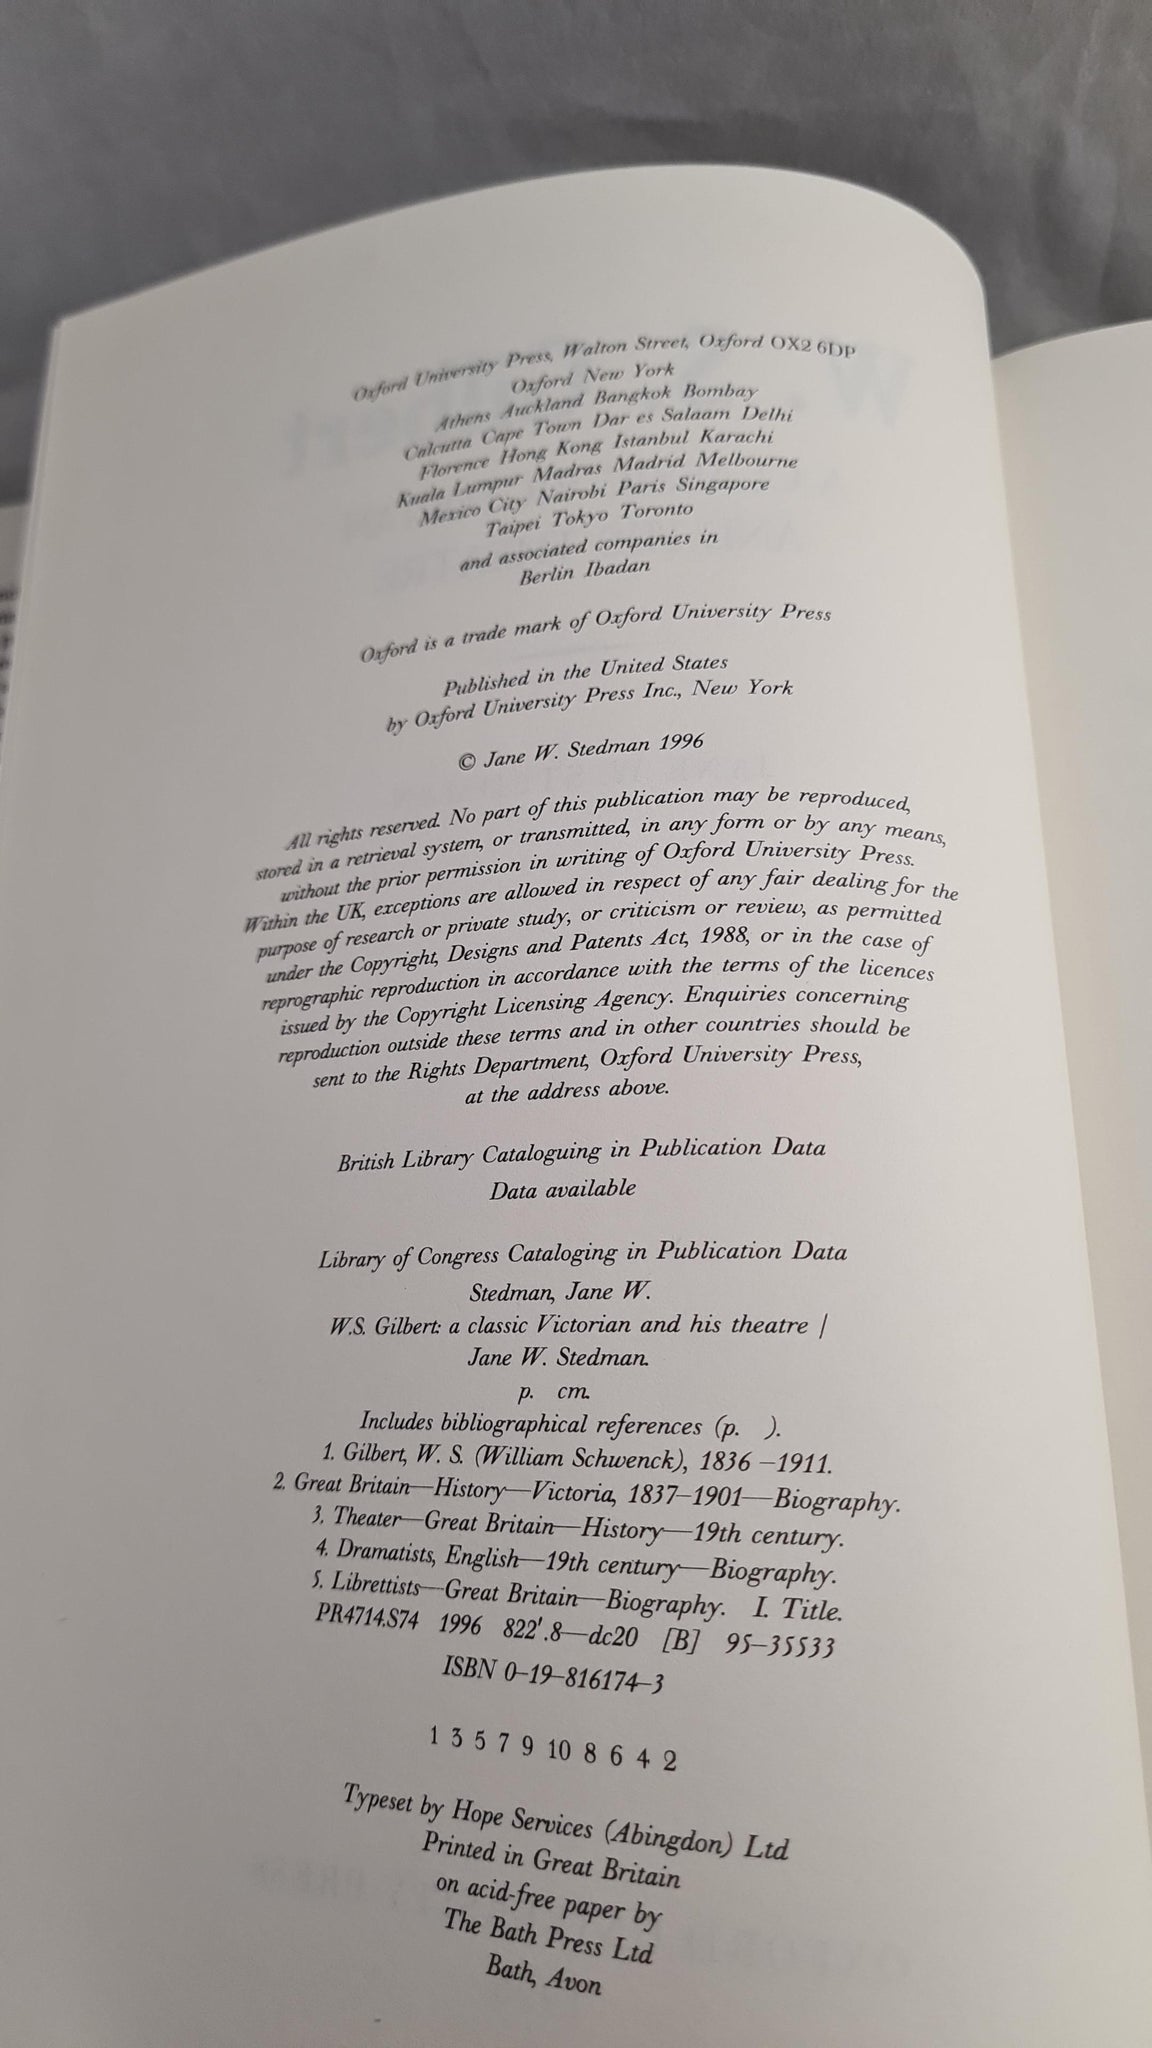 Oxford University Press, Walton Street, Oxford OX2 6DP
Oxford New York
Athens Auckland Bangkok Bombay
Calcutta Cape Town Dar es Salaam Delhi
Florence Hong Kong Istanbul Karachi
Kuala Lumpur Madras Madrid Melbourne
Mexico City Nairobi Paris Singapore
Taipei Tokyo Toronto
and associated companies in
Berlin Ibadan
Oxford is a trade mark of Oxford University Press
Published in the United States
by Oxford University Press Inc., New York
© Jane W. Stedman 1996
All rights reserved. No part of this publication may be reproduced,
stored in a retrieval system, or transmitted, in any form or by any means,
without the prior permission in writing of Oxford University Press.
Within the UK, exceptions are allowed in respect of any fair dealing for the
purpose of research or private study, or criticism or review, as permitted
under the Copyright, Designs and Patents Act, 1988, or in the case of
reprographic reproduction in accordance with the terms of the licences
issued by the Copyright Licensing Agency. Enquiries concerning
reproduction outside these terms and in other countries should be
sent to the Rights Department, Oxford University Press,
at the address above.
British Library Cataloguing in Publication Data
Data available
Library of Congress Cataloging in Publication Data
Stedman, Jane W.
W.S. Gilbert: a classic Victorian and his theatre /
Jane W. Stedman.
p. cm.
Includes bibliographical references (p. ).
1. Gilbert, W. S. (William Schwenck), 1836 –1911.
2. Great Britain—History—Victoria, 1837–1901—Biography.
3. Theater—Great Britain—History—19th century.
4. Dramatists, English—19th century—Biography.
5. Librettists—Great Britain—Biography. I. Title.
PR4714.S74 1996 822'.8—dc20 [B] 95–35533
ISBN 0–19–816174–3
1 3 5 7 9 10 8 6 4 2
Typeset by Hope Services (Abingdon) Ltd
Printed in Great Britain
on acid-free paper by
The Bath Press Ltd
Bath, Avon